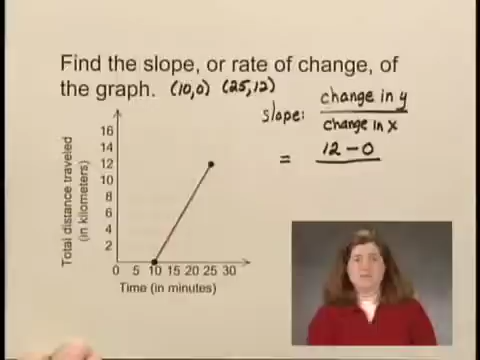 Find the slope, or rate of change, of
the graph. (10,0) (25,12)
slope: change in y
change in x
= 12 - 0
Total distance traveled
(in kilometers)
16
14
12
10
8
6
4
2
0 5 10 15 20 25 30
Time (in minutes)